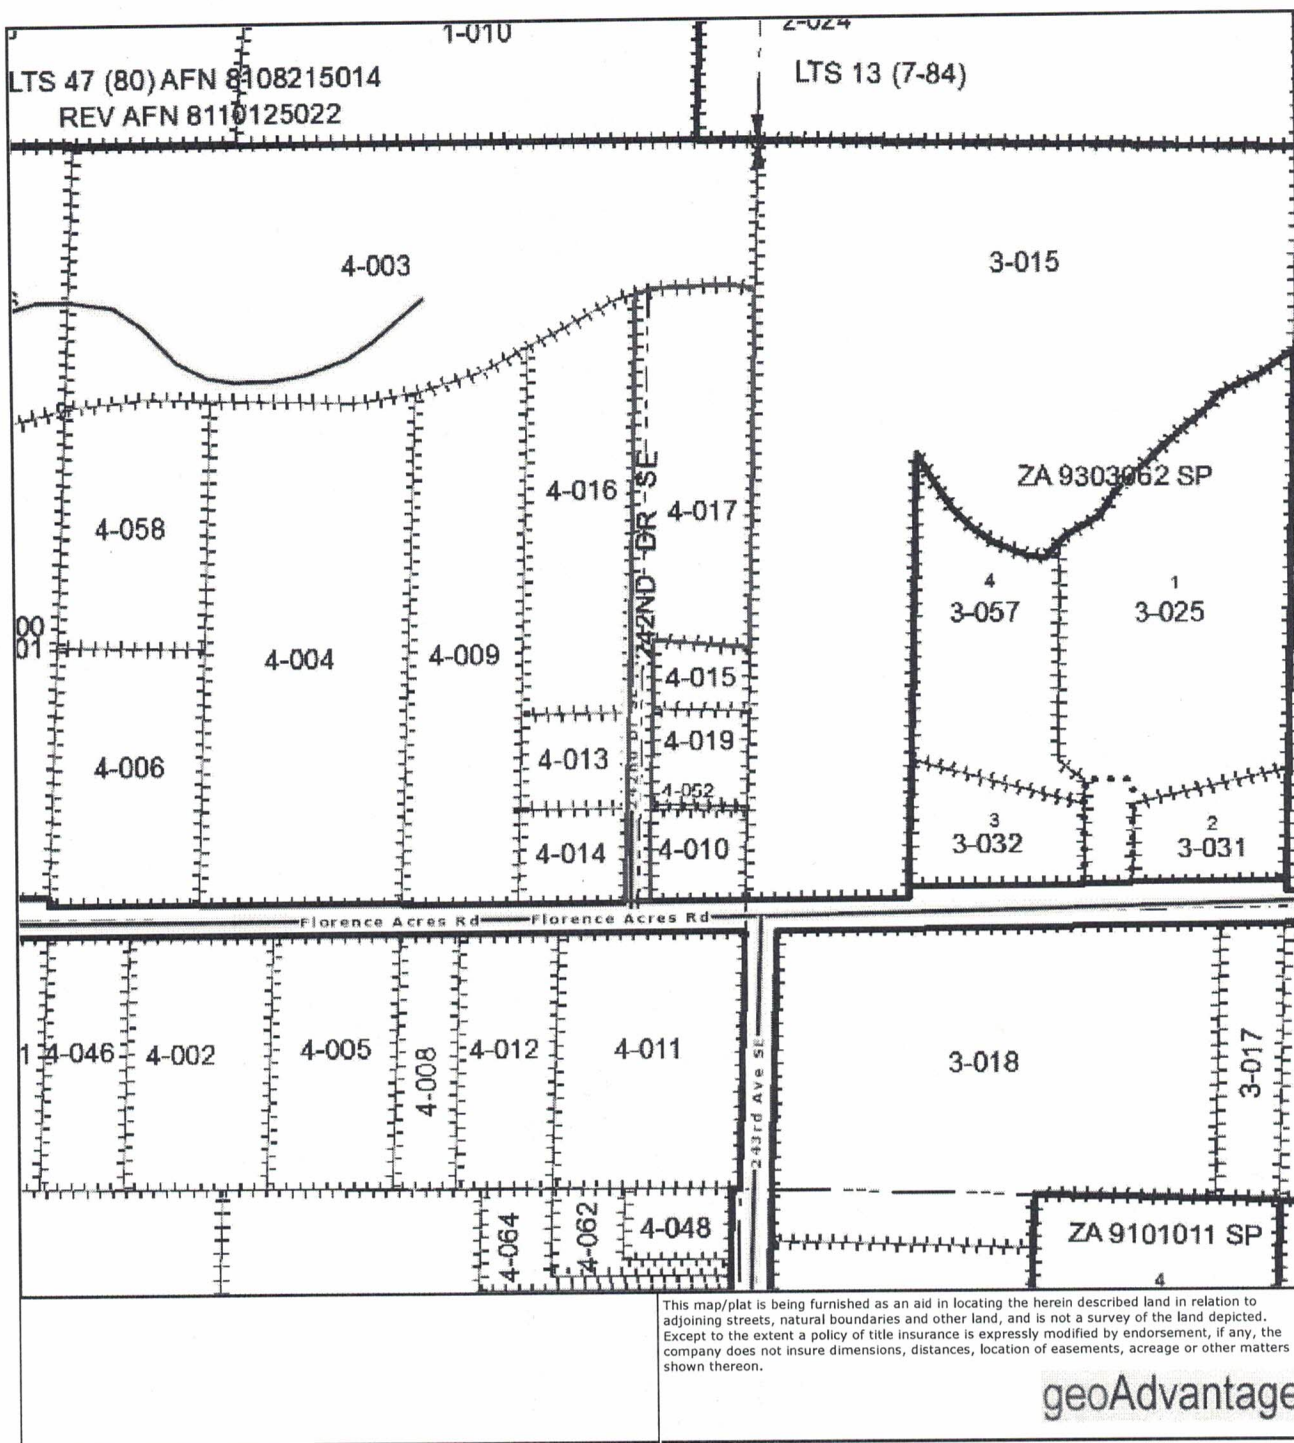 1-010
2-024
LTS 47 (80) AFN 8108215014
REV AFN 8110125022
LTS 13 (7-84)
4-003
3-015
ZA 9303062 SP
4-016
242ND DR SE
4-017
4-058
4
3-057
1
3-025
00
01
4-004
4-009
4-015
4-019
4-013
4-006
4-052
4-014
4-010
3
3-032
2
3-031
Florence Acres Rd
Florence Acres Rd
1
4-046
4-002
4-005
4-008
4-012
4-011
243rd Ave SE
3-018
3-017
4-064
4-062
4-048
ZA 9101011 SP
4
This map/plat is being furnished as an aid in locating the herein described land in relation to
adjoining streets, natural boundaries and other land, and is not a survey of the land depicted.
Except to the extent a policy of title insurance is expressly modified by endorsement, if any, the
company does not insure dimensions, distances, location of easements, acreage or other matters
shown thereon.
geoAdvantage